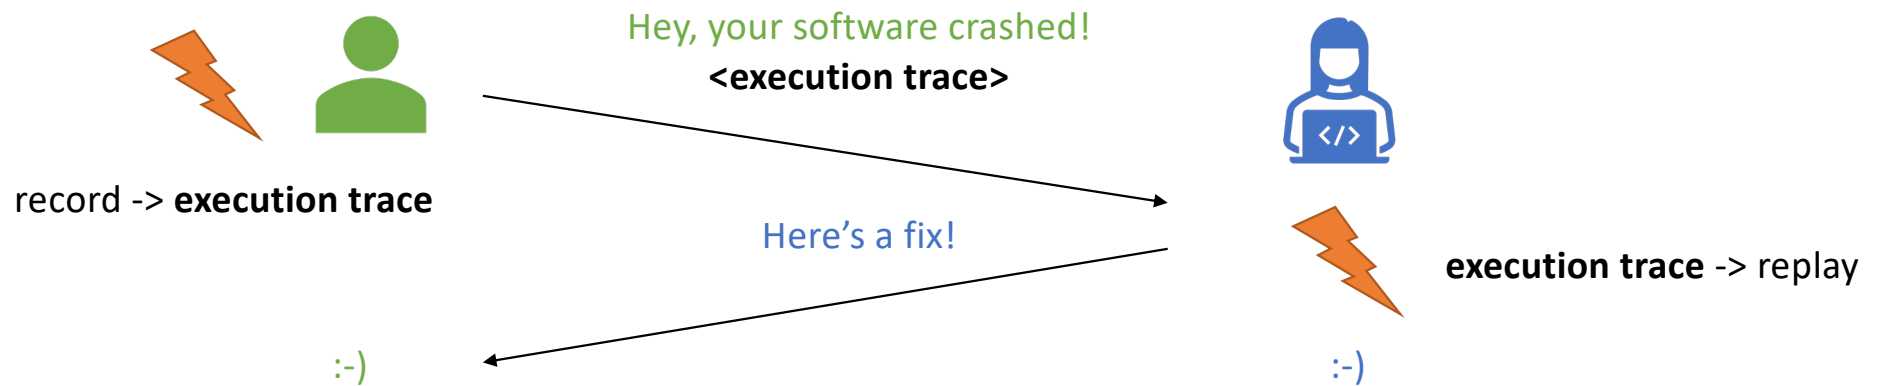 Hey, your software crashed!
<execution trace>
</>
record -> execution trace
Here’s a fix!
execution trace -> replay
:-)
:-)